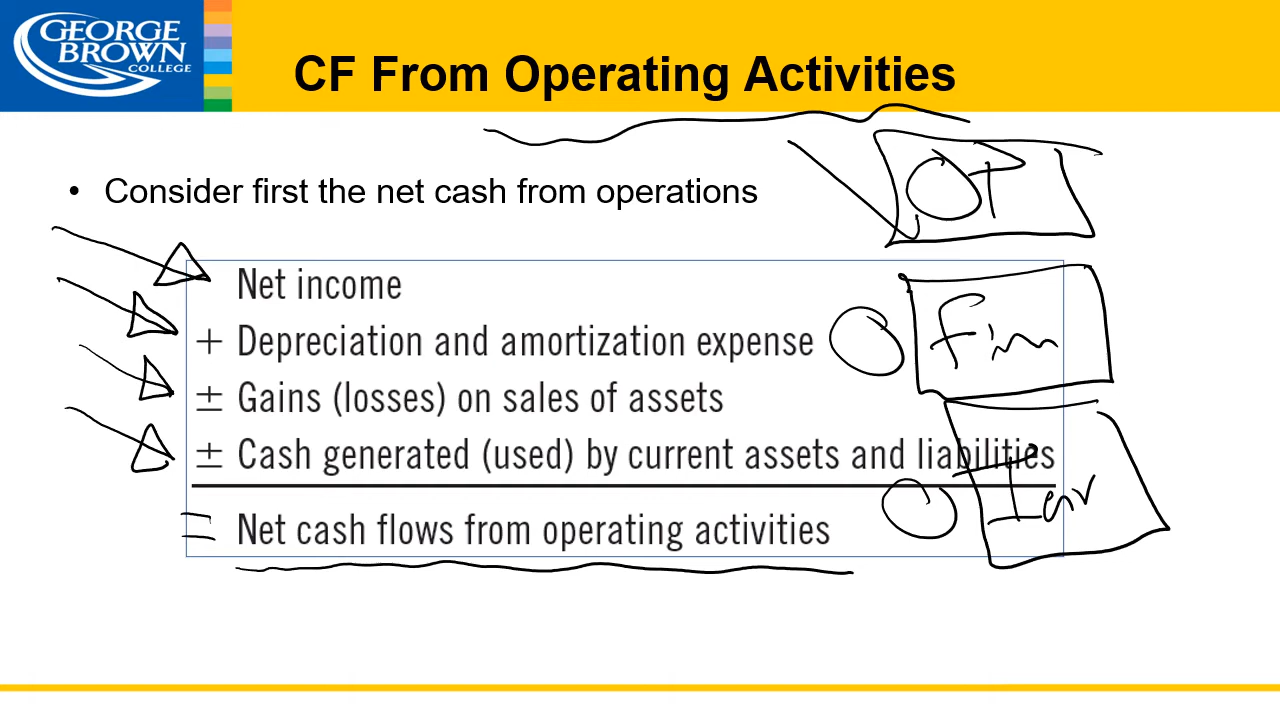 GEORGE
BROWN
COLLEGE
CF From Operating Activities
• Consider first the net cash from operations
OP
Net income
Fin
+ Depreciation and amortization expense
± Gains (losses) on sales of assets
± Cash generated (used) by current assets and liabilities
= Net cash flows from operating activities